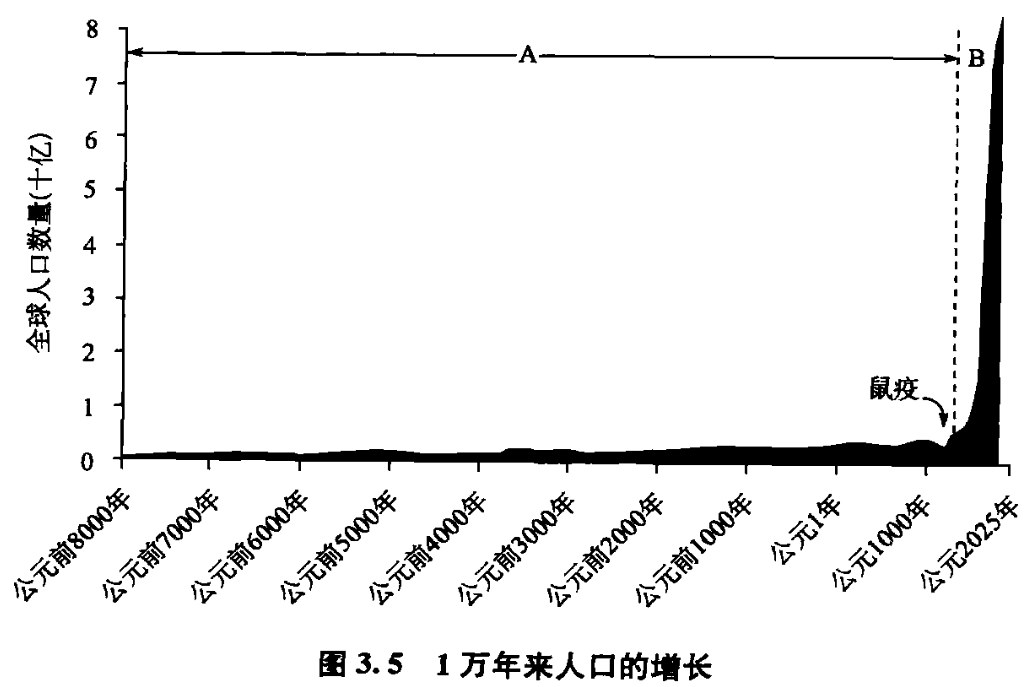 8
A
B
7
6
5
4
3
2
1
0
全球人口数量(十亿)
鼠疫
公元前8000年
公元前7000年
公元前6000年
公元前5000年
公元前4000年
公元前3000年
公元前2000年
公元前1000年
公元1年
公元1000年
公元2025年
图 3.5 1 万年来人口的增长